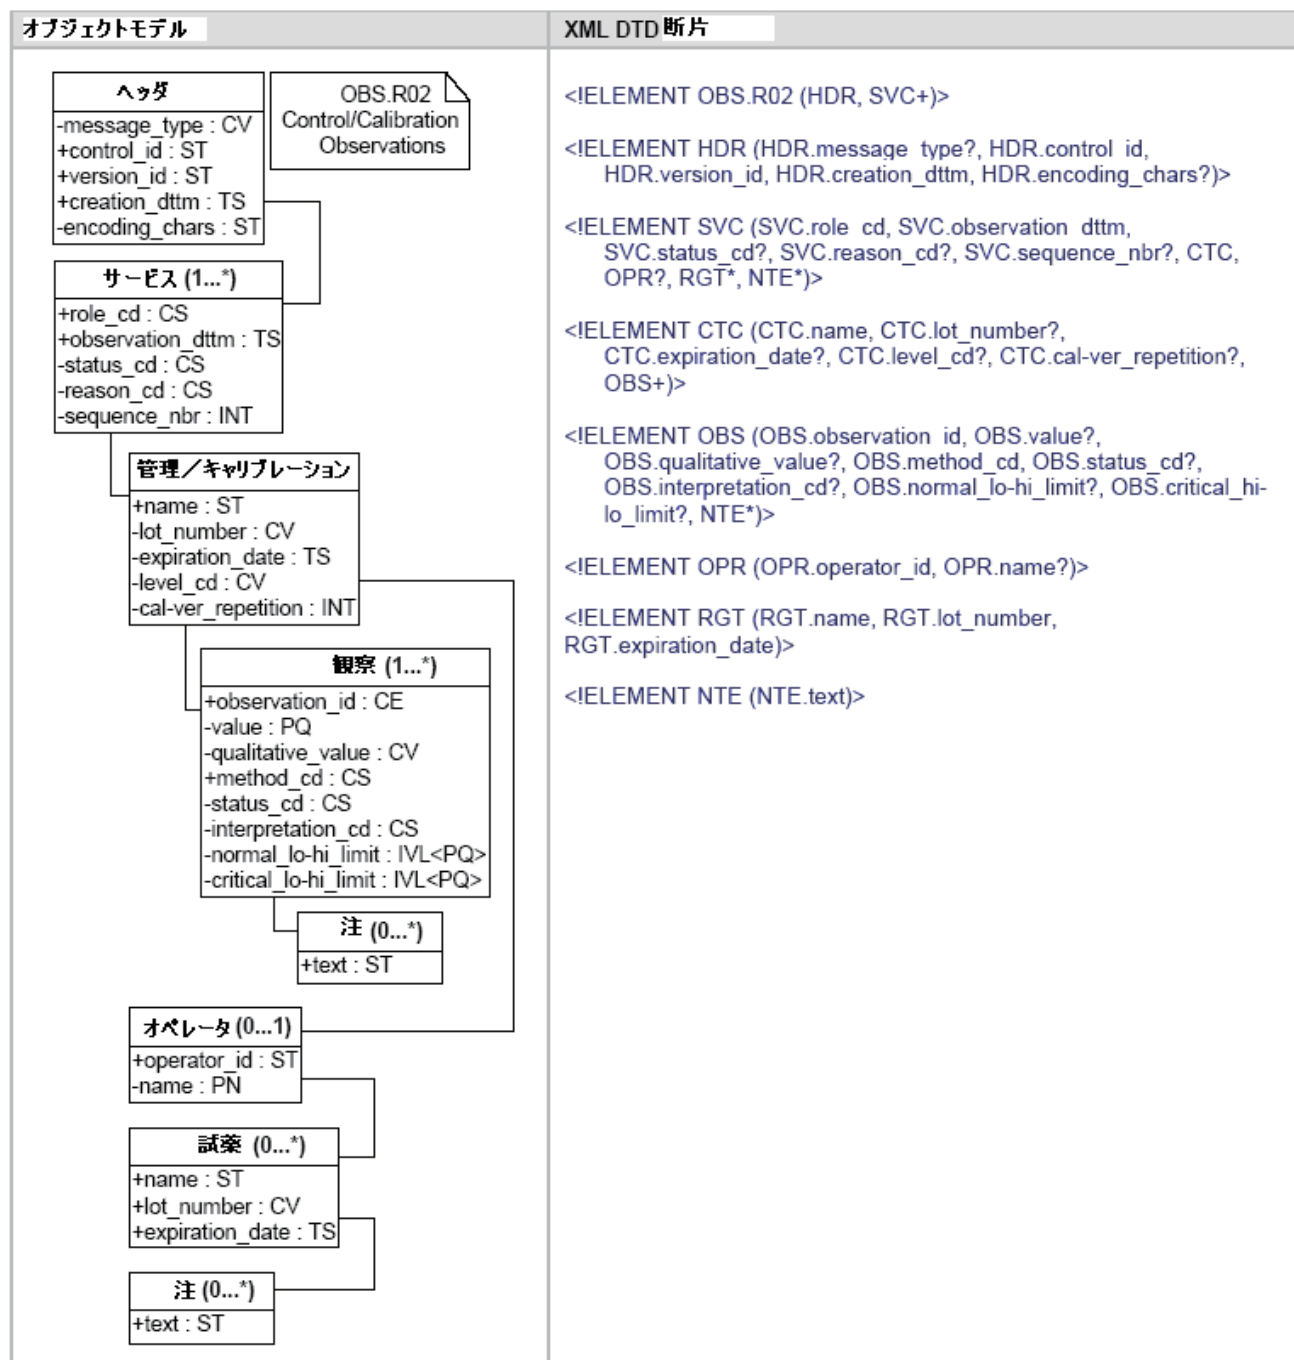 オブジェクトモデル
XML DTD断片
ヘッダ
-message_type : CV
+control_id : ST
+version_id : ST
+creation_dttm : TS
-encoding_chars : ST
OBS.R02
Control/Calibration
Observations
サービス (1...*)
+role_cd : CS
+observation_dttm : TS
-status_cd : CS
-reason_cd : CS
-sequence_nbr : INT
管理／キャリブレーション
+name : ST
-lot_number : CV
-expiration_date : TS
-level_cd : CV
-cal-ver_repetition : INT
観察 (1...*)
+observation_id : CE
-value : PQ
-qualitative_value : CV
+method_cd : CS
-status_cd : CS
-interpretation_cd : CS
-normal_lo-hi_limit : IVL<PQ>
-critical_lo-hi_limit : IVL<PQ>
注 (0...*)
+text : ST
オペレータ (0...1)
+operator_id : ST
-name : PN
試薬 (0...*)
+name : ST
+lot_number : CV
+expiration_date : TS
注 (0...*)
+text : ST
<!ELEMENT OBS.R02 (HDR, SVC+)>
<!ELEMENT HDR (HDR.message_type?, HDR.control_id,
HDR.version_id, HDR.creation_dttm, HDR.encoding_chars?)>
<!ELEMENT SVC (SVC.role_cd, SVC.observation_dttm,
SVC.status_cd?, SVC.reason_cd?, SVC.sequence_nbr?, CTC,
OPR?, RGT*, NTE*)>
<!ELEMENT CTC (CTC.name, CTC.lot_number?,
CTC.expiration_date?, CTC.level_cd?, CTC.cal-ver_repetition?,
OBS+)>
<!ELEMENT OBS (OBS.observation_id, OBS.value?,
OBS.qualitative_value?, OBS.method_cd, OBS.status_cd?,
OBS.interpretation_cd?, OBS.normal_lo-hi_limit?, OBS.critical_hi-
lo_limit?, NTE*)>
<!ELEMENT OPR (OPR.operator_id, OPR.name?)>
<!ELEMENT RGT (RGT.name, RGT.lot_number,
RGT.expiration_date)>
<!ELEMENT NTE (NTE.text)>